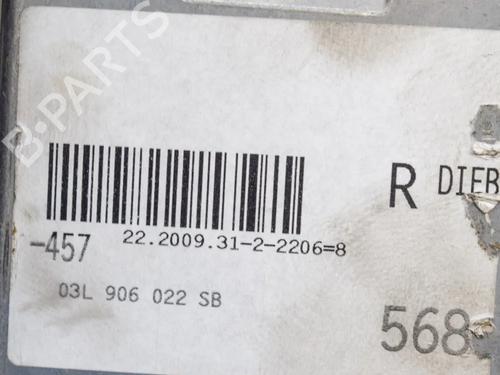 B-PARTS
R DIEB
22.2009.31-2-2206=8
-457
03L 906 022 SB
568